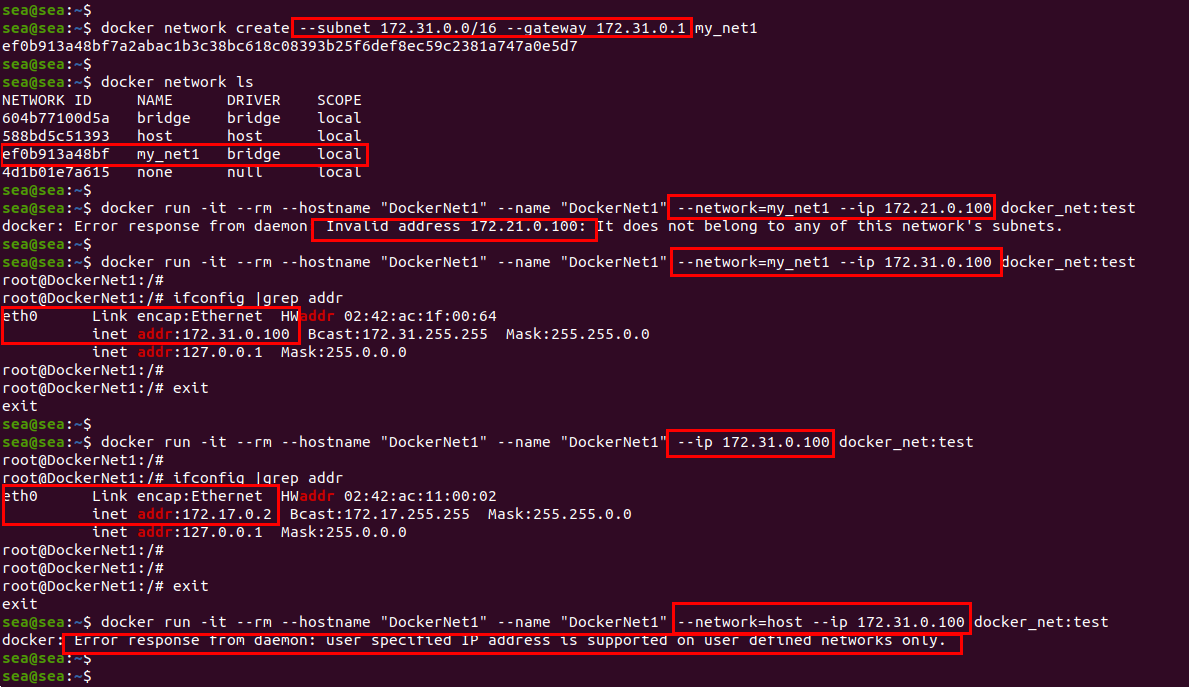 sea@sea:~$
sea@sea:~$ docker network create --subnet 172.31.0.0/16 --gateway 172.31.0.1 my_net1
ef0b913a48bf7a2abac1b3c38bc618c08393b25f6def8ec59c2381a747a0e5d7
sea@sea:~$
sea@sea:~$ docker network ls
NETWORK ID     NAME      DRIVER    SCOPE
604b77100d5a   bridge    bridge    local
588bd5c51393   host      host      local
ef0b913a48bf   my_net1   bridge    local
4d1b01e7a615   none      null      local
sea@sea:~$
sea@sea:~$ docker run -it --rm --hostname "DockerNet1" --name "DockerNet1" --network=my_net1 --ip 172.21.0.100 docker_net:test
docker: Error response from daemon: Invalid address 172.21.0.100: It does not belong to any of this network's subnets.
sea@sea:~$
sea@sea:~$ docker run -it --rm --hostname "DockerNet1" --name "DockerNet1" --network=my_net1 --ip 172.31.0.100 docker_net:test
root@DockerNet1:/#
root@DockerNet1:/# ifconfig |grep addr
eth0      Link encap:Ethernet  HWaddr 02:42:ac:1f:00:64
          inet addr:172.31.0.100  Bcast:172.31.255.255  Mask:255.255.0.0
          inet addr:127.0.0.1  Mask:255.0.0.0
root@DockerNet1:/#
root@DockerNet1:/# exit
exit
sea@sea:~$
sea@sea:~$ docker run -it --rm --hostname "DockerNet1" --name "DockerNet1" --ip 172.31.0.100 docker_net:test
root@DockerNet1:/#
root@DockerNet1:/# ifconfig |grep addr
eth0      Link encap:Ethernet  HWaddr 02:42:ac:11:00:02
          inet addr:172.17.0.2  Bcast:172.17.255.255  Mask:255.255.0.0
          inet addr:127.0.0.1  Mask:255.0.0.0
root@DockerNet1:/#
root@DockerNet1:/#
root@DockerNet1:/# exit
exit
sea@sea:~$ docker run -it --rm --hostname "DockerNet1" --name "DockerNet1" --network=host --ip 172.31.0.100 docker_net:test
docker: Error response from daemon: user specified IP address is supported on user defined networks only.
sea@sea:~$
sea@sea:~$